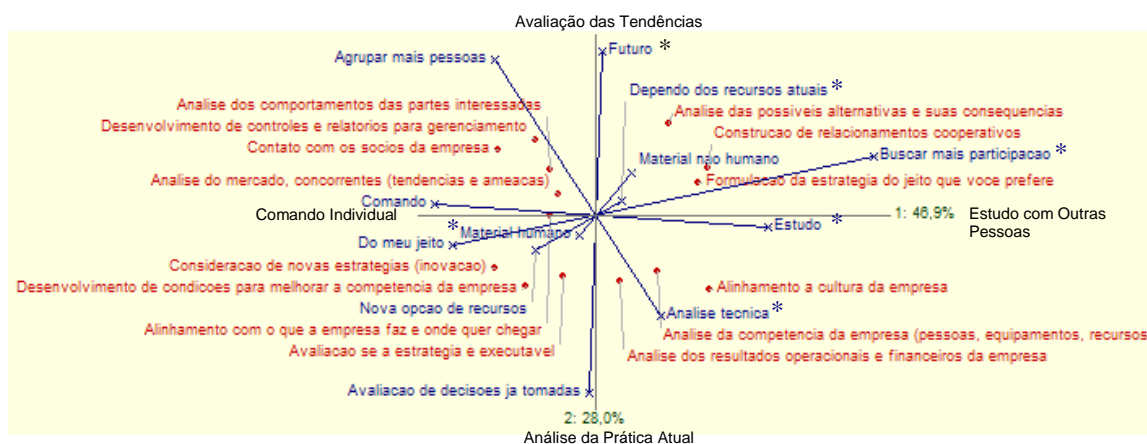 Avaliação das Tendências
Futuro *
Agrupar mais pessoas
Dependo dos recursos atuais *
Analise dos comportamentos das partes interessadas
Analise das possiveis alternativas e suas consequencias
Desenvolvimento de controles e relatorios para gerenciamento
Construcao de relacionamentos cooperativos
Contato com os socios da empresa
Buscar mais participacao *
Material nao humano
Analise do mercado, concorrentes (tendencias e ameacas)
Formulacao da estrategia do jeito que voce prefere
Comando
Comando Individual
1: 46,9%
Estudo com Outras
Pessoas
Estudo *
* Material humano
Do meu jeito
Consideracao de novas estrategias (inovacao)
Desenvolvimento de condicoes para melhorar a competencia da empresa
Alinhamento a cultura da empresa
Nova opcao de recursos
Analise tecnica *
Alinhamento com o que a empresa faz e onde quer chegar
Analise da competencia da empresa (pessoas, equipamentos, recursos
Avaliacao se a estrategia e executavel
Analise dos resultados operacionais e financeiros da empresa
Avaliacao de decisoes ja tomadas
2: 28,0%
Análise da Prática Atual